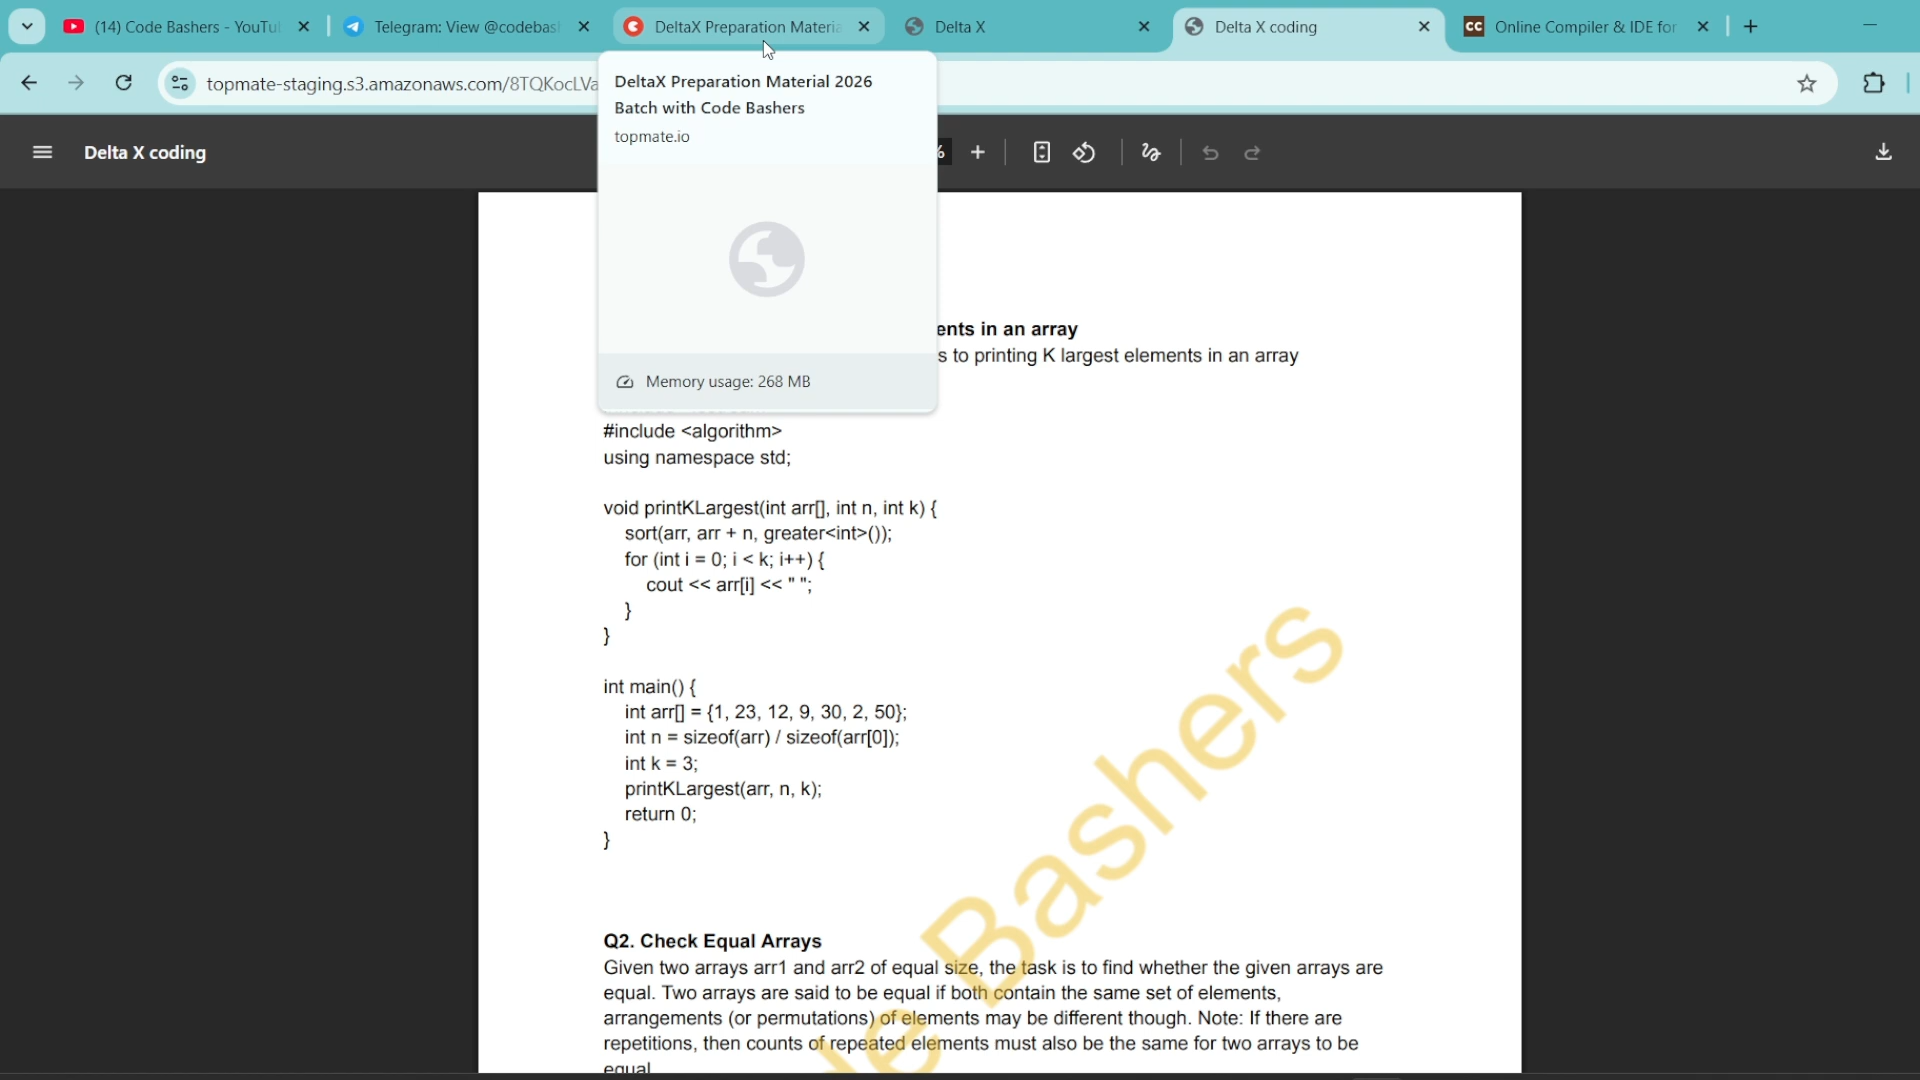 (14) Code Bashers - YouTu
Telegram: View @codebas
DeltaX Preparation Materia
Delta X
Delta X coding
CC
Online Compiler & IDE for
topmate-staging.s3.amazonaws.com/8TQKocLVa
DeltaX Preparation Material 2026
Batch with Code Bashers
topmate.io
Memory usage: 268 MB
Delta X coding
%
ents in an array
s to printing K largest elements in an array
#include <algorithm>
using namespace std;
void printKLargest(int arr[], int n, int k) {
sort(arr, arr + n, greater<int>());
for (int i = 0; i < k; i++) {
cout << arr[i] << " ";
}
}
int main() {
int arr[] = {1, 23, 12, 9, 30, 2, 50};
int n = sizeof(arr) / sizeof(arr[0]);
int k = 3;
printKLargest(arr, n, k);
return 0;
}
Q2. Check Equal Arrays
Given two arrays arr1 and arr2 of equal size, the task is to find whether the given arrays are
equal. Two arrays are said to be equal if both contain the same set of elements,
arrangements (or permutations) of elements may be different though. Note: If there are
repetitions, then counts of repeated elements must also be the same for two arrays to be
equal
de Bashers